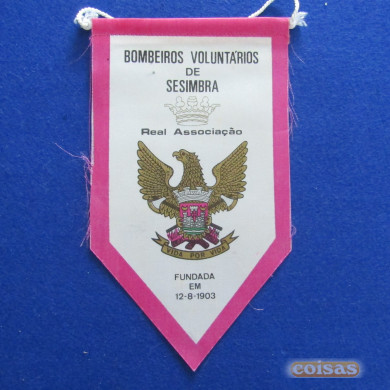 BOMBEIROS VOLUNTÁRIOS
DE
SESIMBRA
Real Associação
VIDA POR VIDA
FUNDADA
EM
12-8-1903
coisas